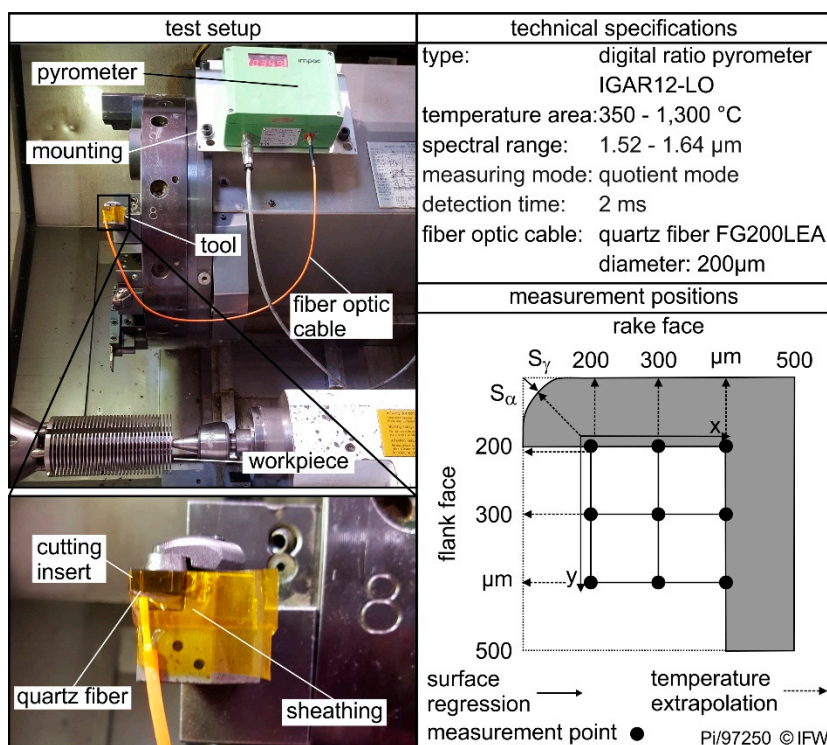 test setup
pyrometer
impac
mounting
8
tool
fiber optic
cable
workpiece
cutting
insert
8
quartz fiber
sheathing
technical specifications
type: digital ratio pyrometer
IGAR12-LO
temperature area: 350 - 1,300 °C
spectral range: 1.52 - 1.64 µm
measuring mode: quotient mode
detection time: 2 ms
fiber optic cable: quartz fiber FG200LEA
diameter: 200µm
measurement positions
rake face
Sγ 200 300 µm 500
Sα
x
200
300
flank face
µm y
500
surface
regression
temperature
extrapolation
measurement point
Pi/97250 © IFW